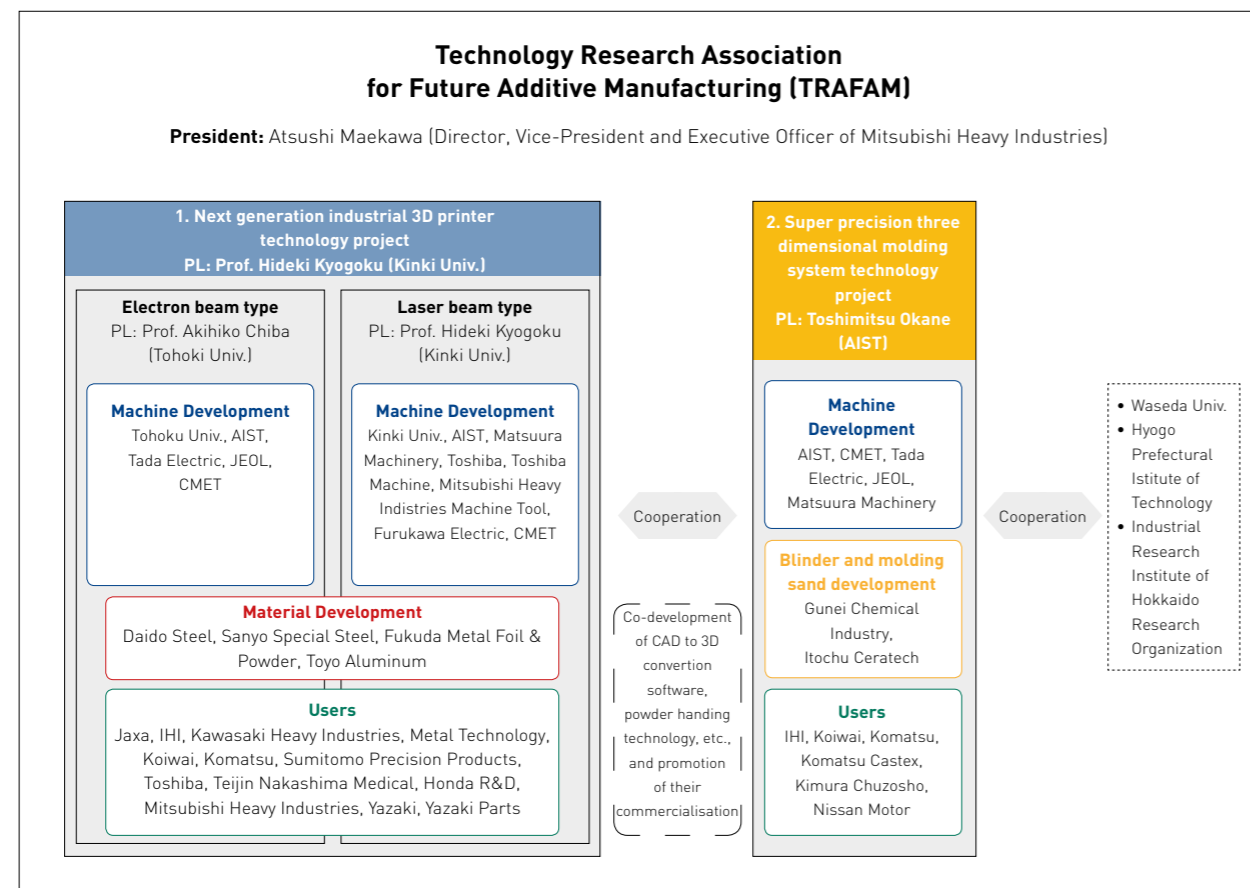 Technology Research Association
for Future Additive Manufacturing (TRAFAM)
President: Atsushi Maekawa (Director, Vice-President and Executive Officer of Mitsubishi Heavy Industries)
1. Next generation industrial 3D printer
technology project
PL: Prof. Hideki Kyogoku (Kinki Univ.)
Electron beam type
PL: Prof. Akihiko Chiba
(Tohoki Univ.)
Machine Development
Tohoku Univ., AIST,
Tada Electric, JEOL,
CMET
Laser beam type
PL: Prof. Hideki Kyogoku
(Kinki Univ.)
Machine Development
Kinki Univ., AIST, Matsuura
Machinery, Toshiba, Toshiba
Machine, Mitsubishi Heavy
Indistries Machine Tool,
Furukawa Electric, CMET
Material Development
Daido Steel, Sanyo Special Steel, Fukuda Metal Foil &
Powder, Toyo Aluminum
Users
Jaxa, IHI, Kawasaki Heavy Industries, Metal Technology,
Koiwai, Komatsu, Sumitomo Precision Products,
Toshiba, Teijin Nakashima Medical, Honda R&D,
Mitsubishi Heavy Industries, Yazaki, Yazaki Parts
Cooperation
Co-development
of CAD to 3D
convertion
software,
powder handing
technology, etc.,
and promotion
of their
commercialisation
2. Super precision three
dimensional molding
system technology
project
PL: Toshimitsu Okane
(AIST)
Machine
Development
AIST, CMET, Tada
Electric, JEOL,
Matsuura Machinery
Blinder and molding
sand development
Gunei Chemical
Industry,
Itochu Ceratech
Users
IHI, Koiwai, Komatsu,
Komatsu Castex,
Kimura Chuzosho,
Nissan Motor
Cooperation
• Waseda Univ.
• Hyogo
Prefectural
Istitute of
Technology
• Industrial
Research
Institute of
Hokkaido
Research
Organization